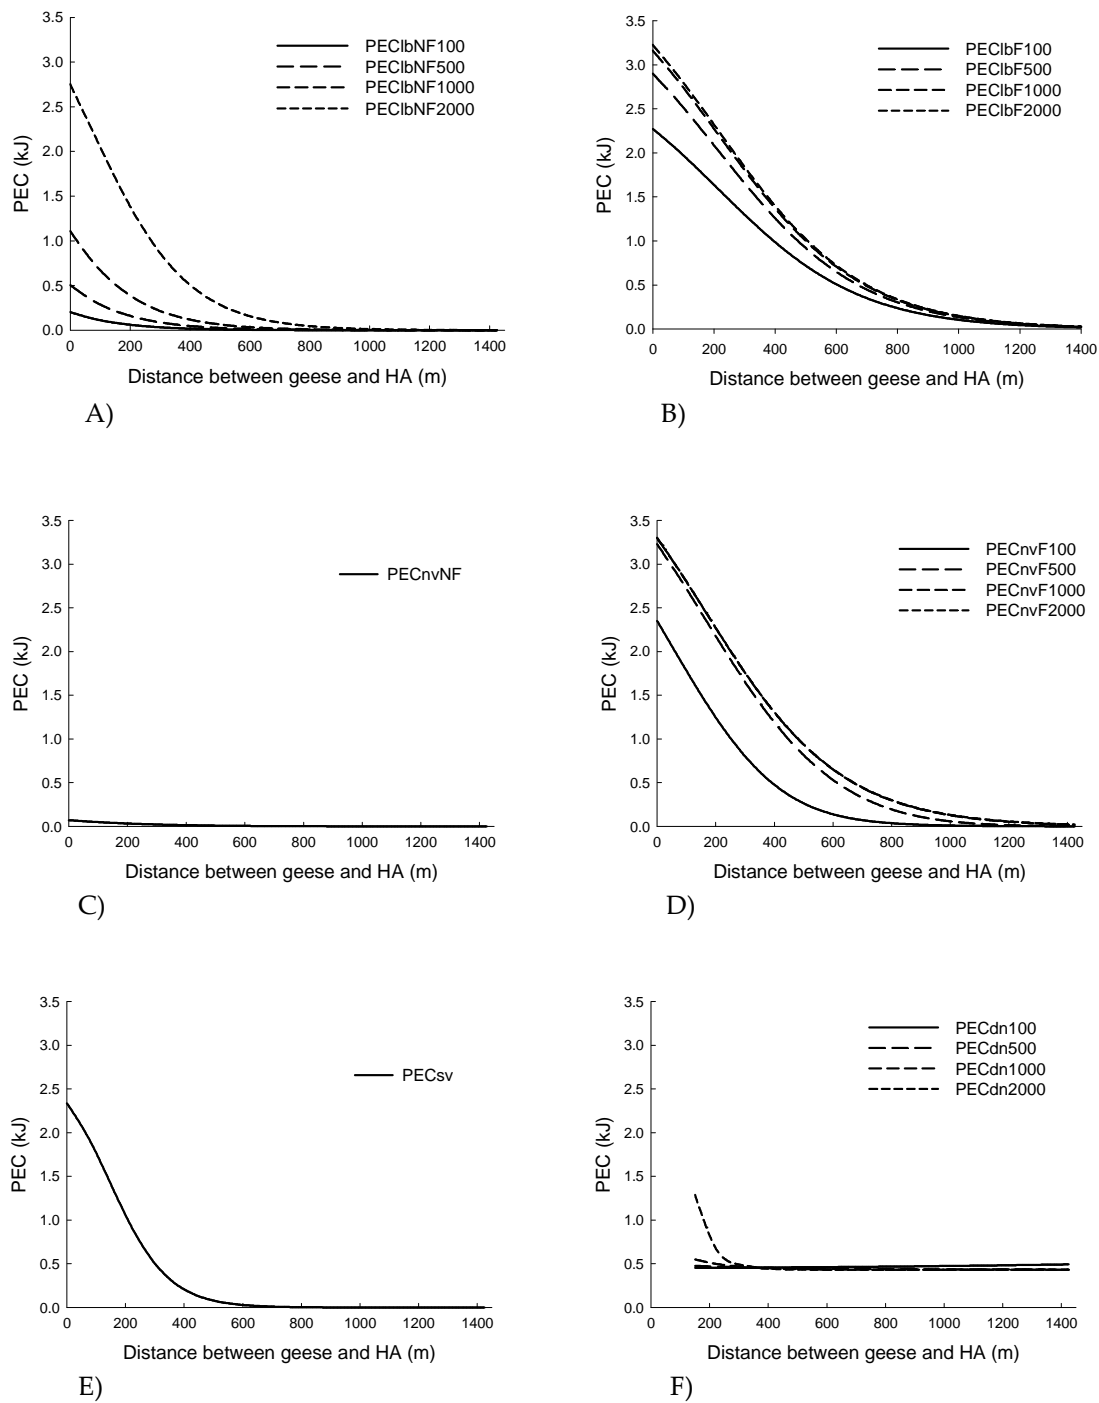 3.5
3.0
2.5
2.0
1.5
1.0
0.5
0.0
PEC (kJ)
PEClbNF100
PEClbNF500
PEClbNF1000
PEClbNF2000
0 200 400 600 800 1000 1200 1400
Distance between geese and HA (m)
A)
3.5
3.0
2.5
2.0
1.5
1.0
0.5
0.0
PEC (kJ)
PEClbF100
PEClbF500
PEClbF1000
PEClbF2000
0 200 400 600 800 1000 1200 1400
Distance between geese and HA (m)
B)
3.5
3.0
2.5
2.0
1.5
1.0
0.5
0.0
PEC (kJ)
PECnvNF
0 200 400 600 800 1000 1200 1400
Distance between geese and HA (m)
C)
3.5
3.0
2.5
2.0
1.5
1.0
0.5
0.0
PEC (kJ)
PECnvF100
PECnvF500
PECnvF1000
PECnvF2000
0 200 400 600 800 1000 1200 1400
Distance between geese and HA (m)
D)
3.5
3.0
2.5
2.0
1.5
1.0
0.5
0.0
PEC (kJ)
PECsv
0 200 400 600 800 1000 1200 1400
Distance between geese and HA (m)
E)
3.5
3.0
2.5
2.0
1.5
1.0
0.5
0.0
PEC (kJ)
PECdn100
PECdn500
PECdn1000
PECdn2000
0 200 400 600 800 1000 1200 1400
Distance between geese and HA (m)
F)